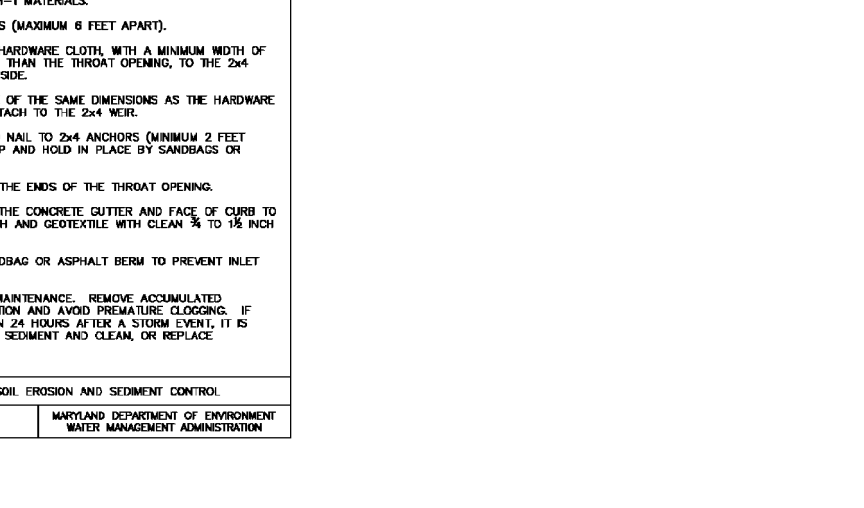 H-1 MATERIALS.
S (MAXIMUM 6 FEET APART).
HARDWARE CLOTH, WITH A MINIMUM WIDTH OF
THAN THE THROAT OPENING, TO THE 2x4
SIDE.
OF THE SAME DIMENSIONS AS THE HARDWARE
TACH TO THE 2x4 WEIR.
NAIL TO 2x4 ANCHORS (MINIMUM 2 FEET
P AND HOLD IN PLACE BY SANDBAGS OR
THE ENDS OF THE THROAT OPENING.
THE CONCRETE GUTTER AND FACE OF CURB TO
H AND GEOTEXTILE WITH CLEAN ¾ TO 1½ INCH
DBAG OR ASPHALT BERM TO PREVENT INLET
MAINTENANCE. REMOVE ACCUMULATED
TION AND AVOID PREMATURE CLOGGING. IF
N 24 HOURS AFTER A STORM EVENT, IT IS
SEDIMENT AND CLEAN, OR REPLACE
SOIL EROSION AND SEDIMENT CONTROL
MARYLAND DEPARTMENT OF ENVIRONMENT
WATER MANAGEMENT ADMINISTRATION